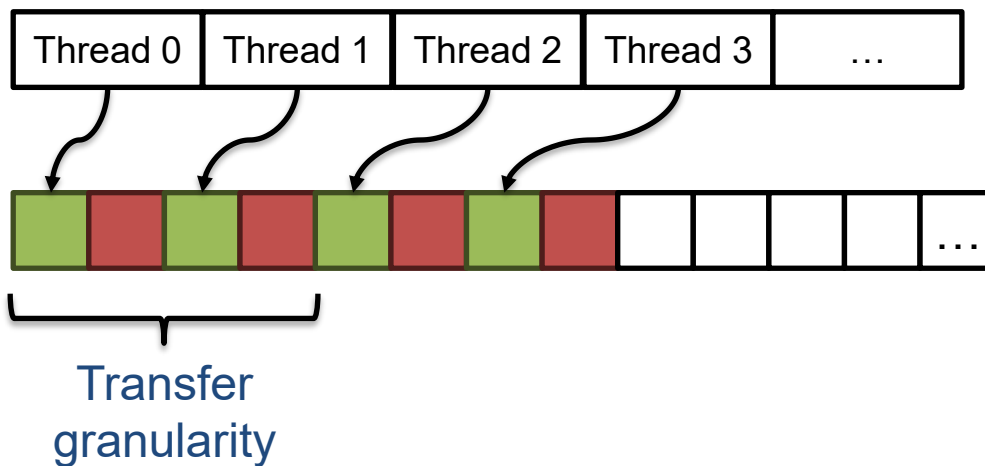 Thread 0 Thread 1 Thread 2 Thread 3 …
…
Transfer
granularity